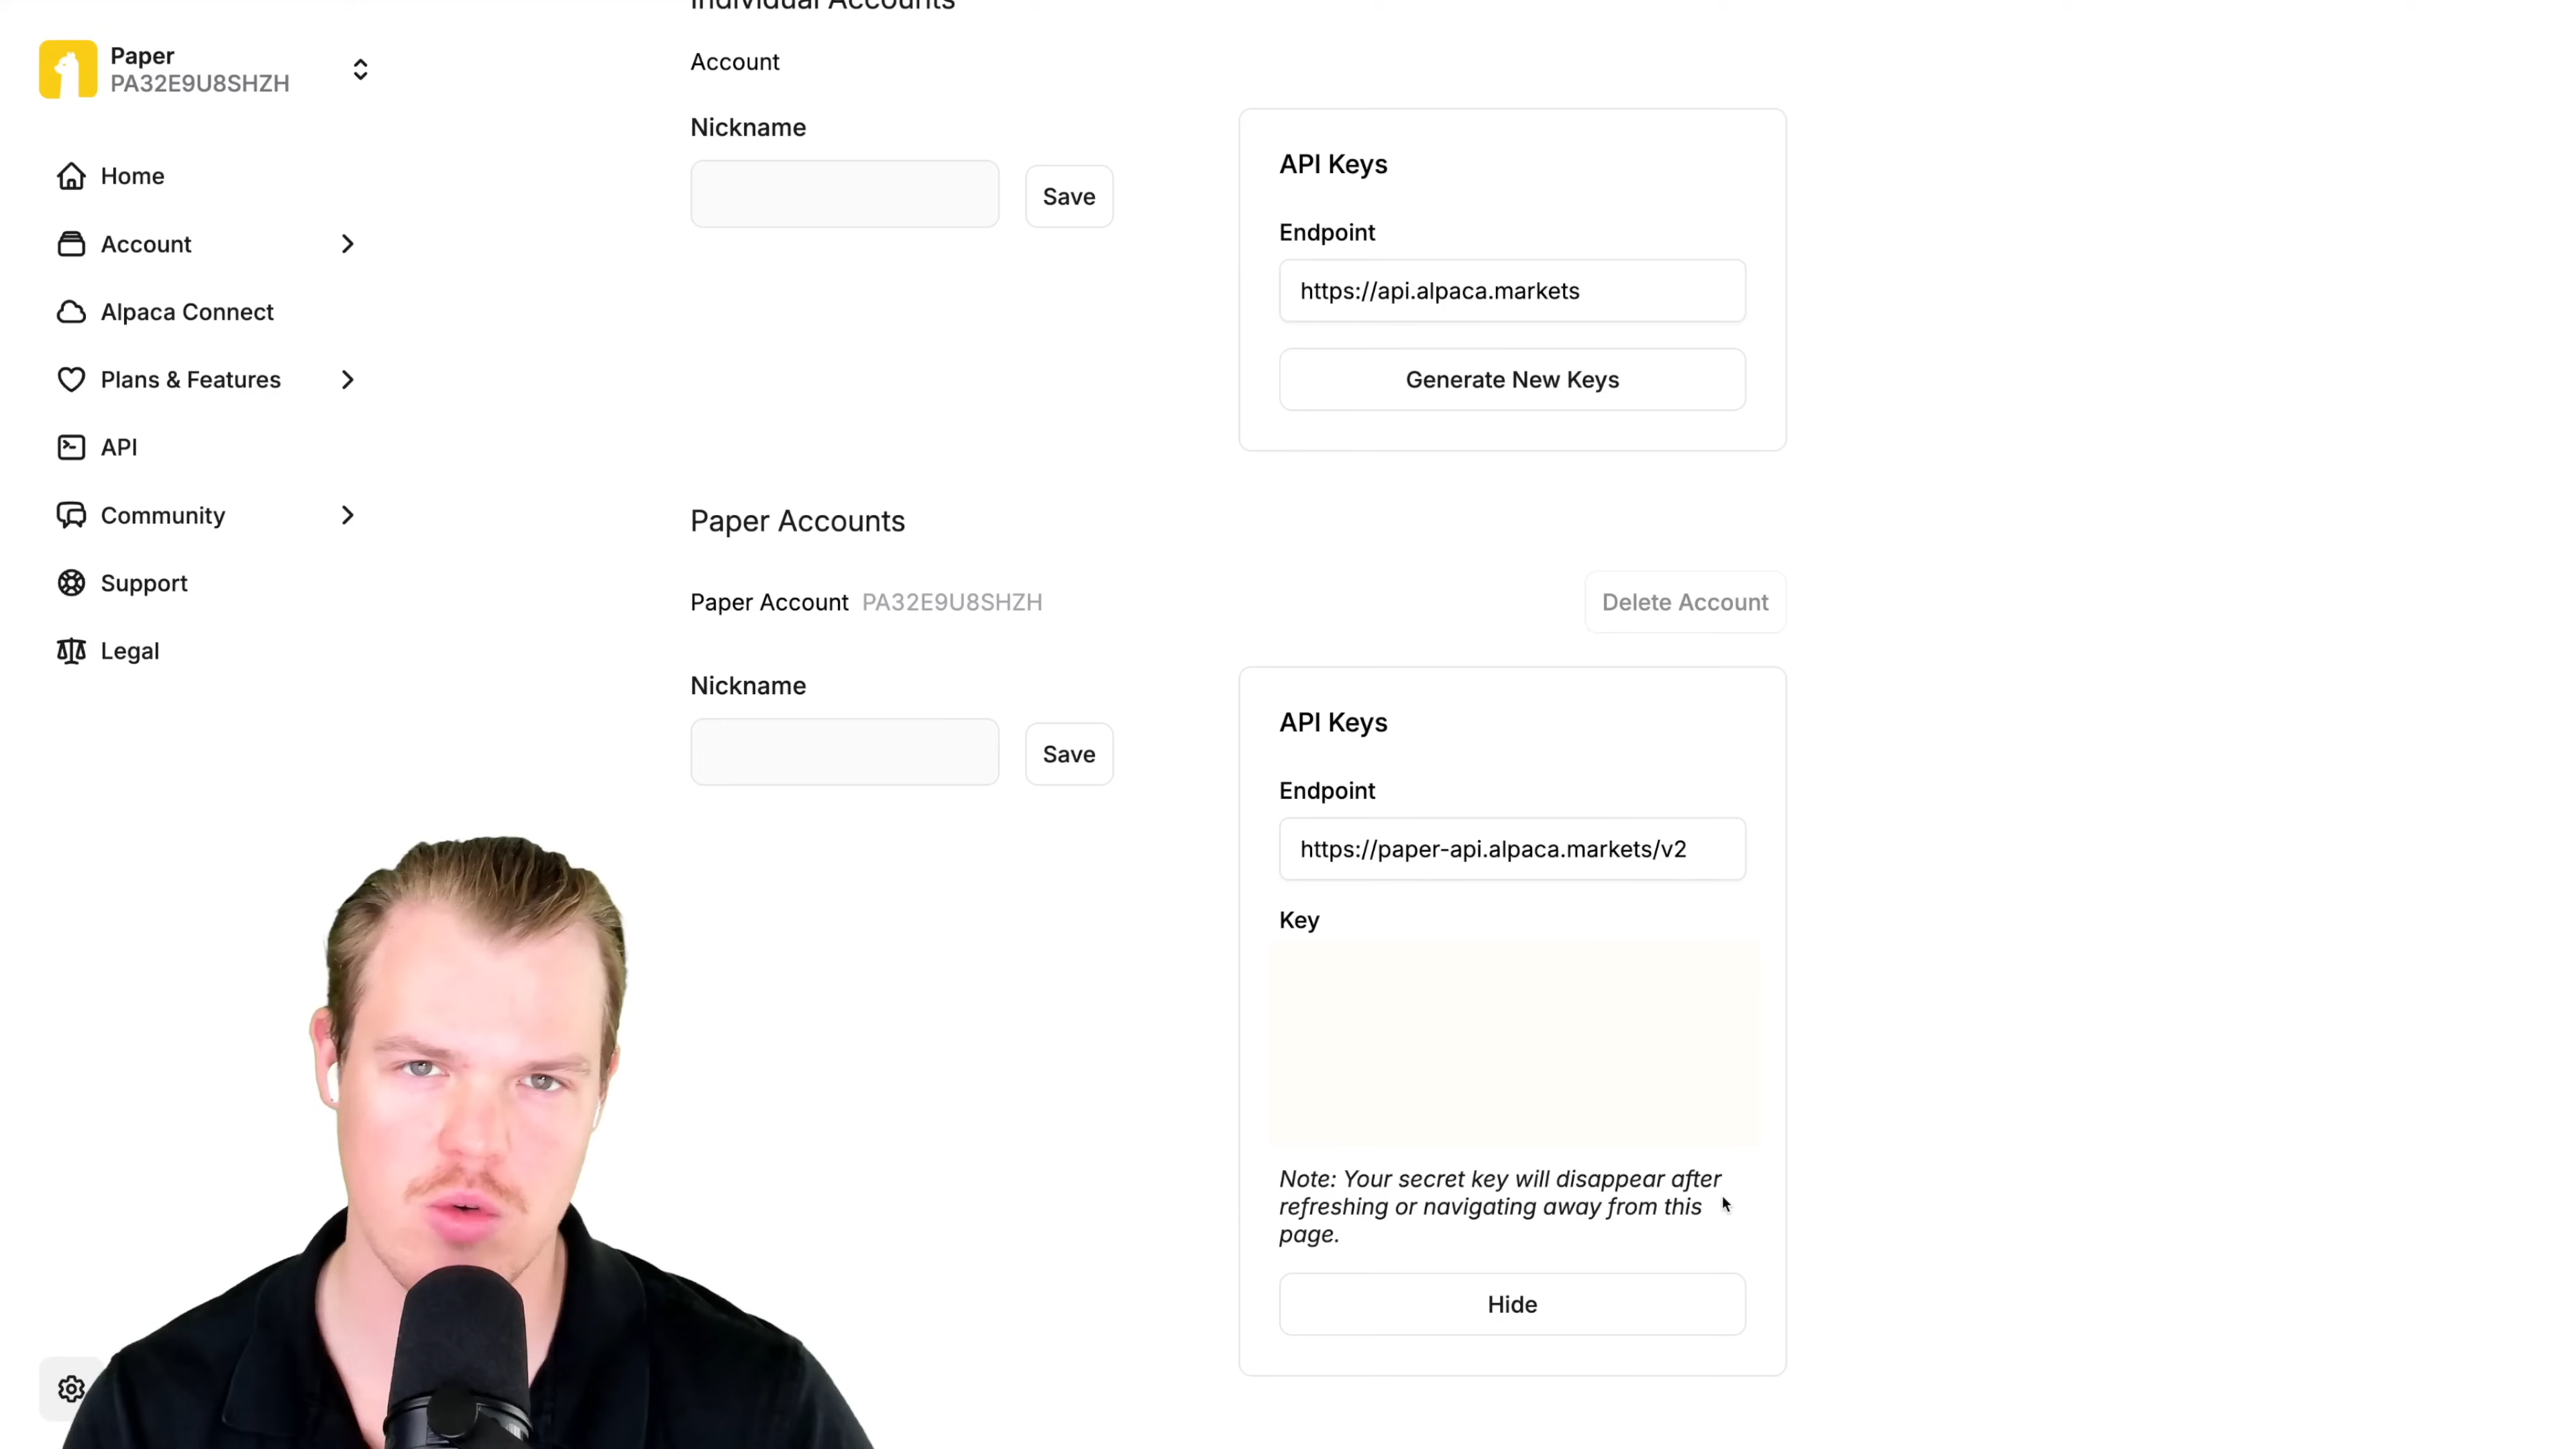 Individual Accounts
Paper
PA32E9U8SHZH
Home
Account
Alpaca Connect
Plans & Features
API
Community
Support
Legal
Account
Nickname
Save
API Keys
Endpoint
https://api.alpaca.markets
Generate New Keys
Paper Accounts
Paper Account PA32E9U8SHZH
Delete Account
Nickname
Save
API Keys
Endpoint
https://paper-api.alpaca.markets/v2
Key
Note: Your secret key will disappear after
refreshing or navigating away from this
page.
Hide